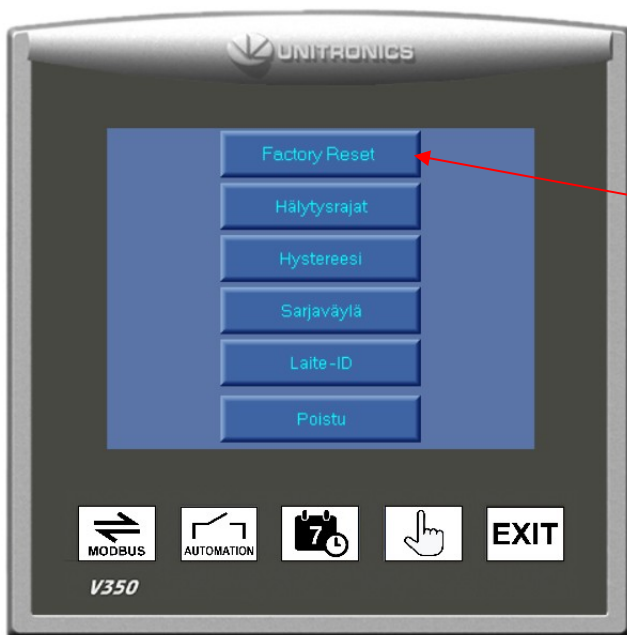 UNITRONICS
Factory Reset
Hälytysrajat
Hystereesi
Sarjaväylä
Laite-ID
Poistu
MODBUS
AUTOMATION
7
EXIT
V350